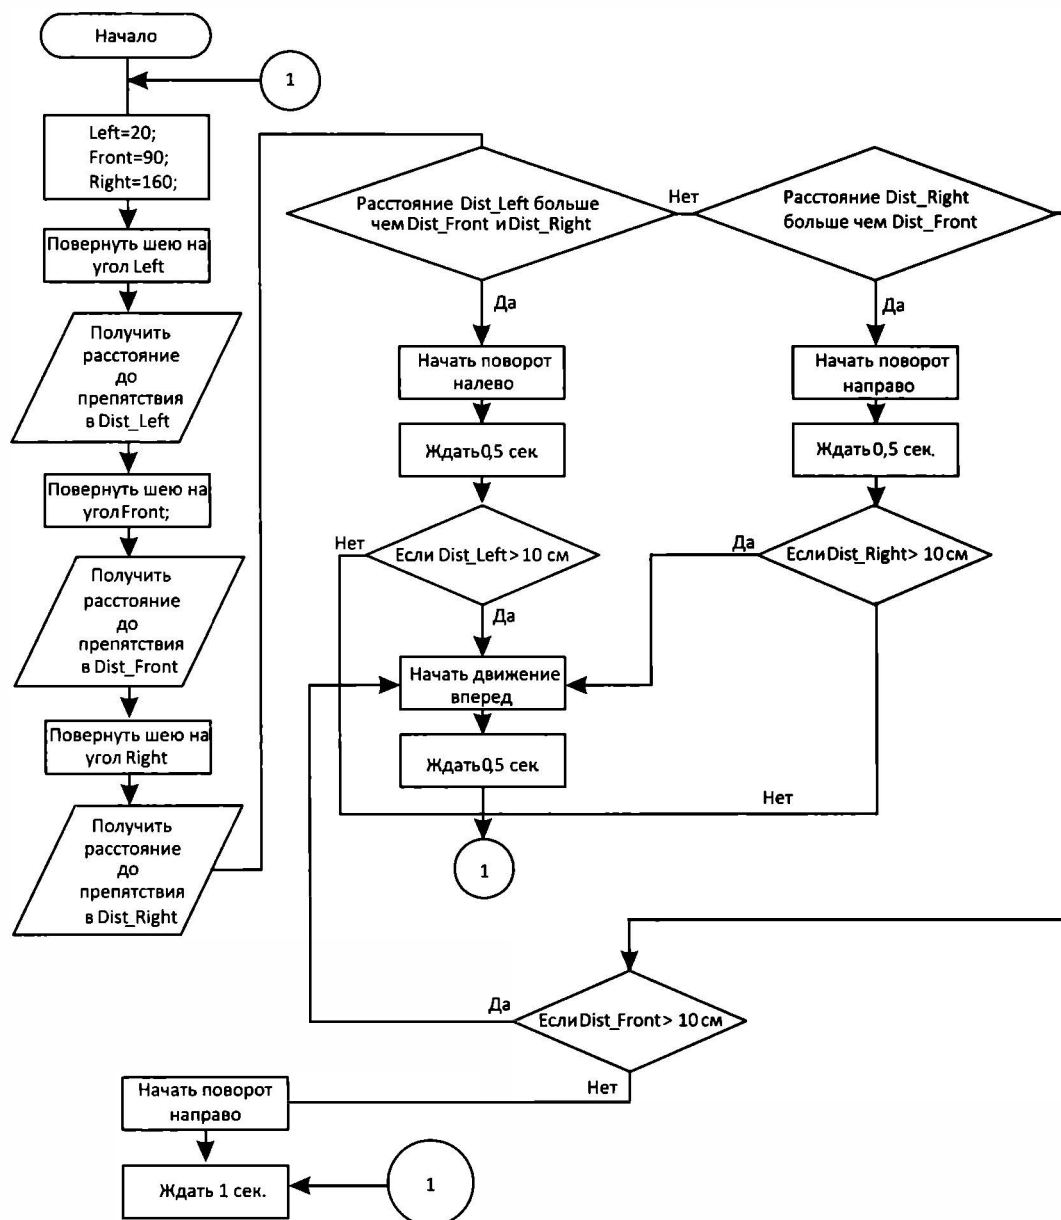 Начало
1
Left=20;
Front=90;
Right=160;
Повернуть шею на
угол Left
Получить
расстояние
до
препятствия
в Dist_Left
Повернуть шею на
угол Front;
Получить
расстояние
до
препятствия
в Dist_Front
Повернуть шею на
угол Right
Получить
расстояние
до
препятствия
в Dist_Right
Расстояние Dist_Left больше
чем Dist_Front и Dist_Right
Нет
Расстояние Dist_Right
больше чем Dist_Front
Да
Да
Начать поворот
налево
Начать поворот
направо
Ждать 0,5 сек
Ждать 0,5 сек.
Нет
Если Dist_Left > 10 см
Да
Если Dist_Right > 10 см
Да
Начать движение
вперед
Ждать 0,5 сек
Нет
1
Да
Если Dist_Front > 10 см
Нет
Начать поворот
направо
Ждать 1 сек.
1